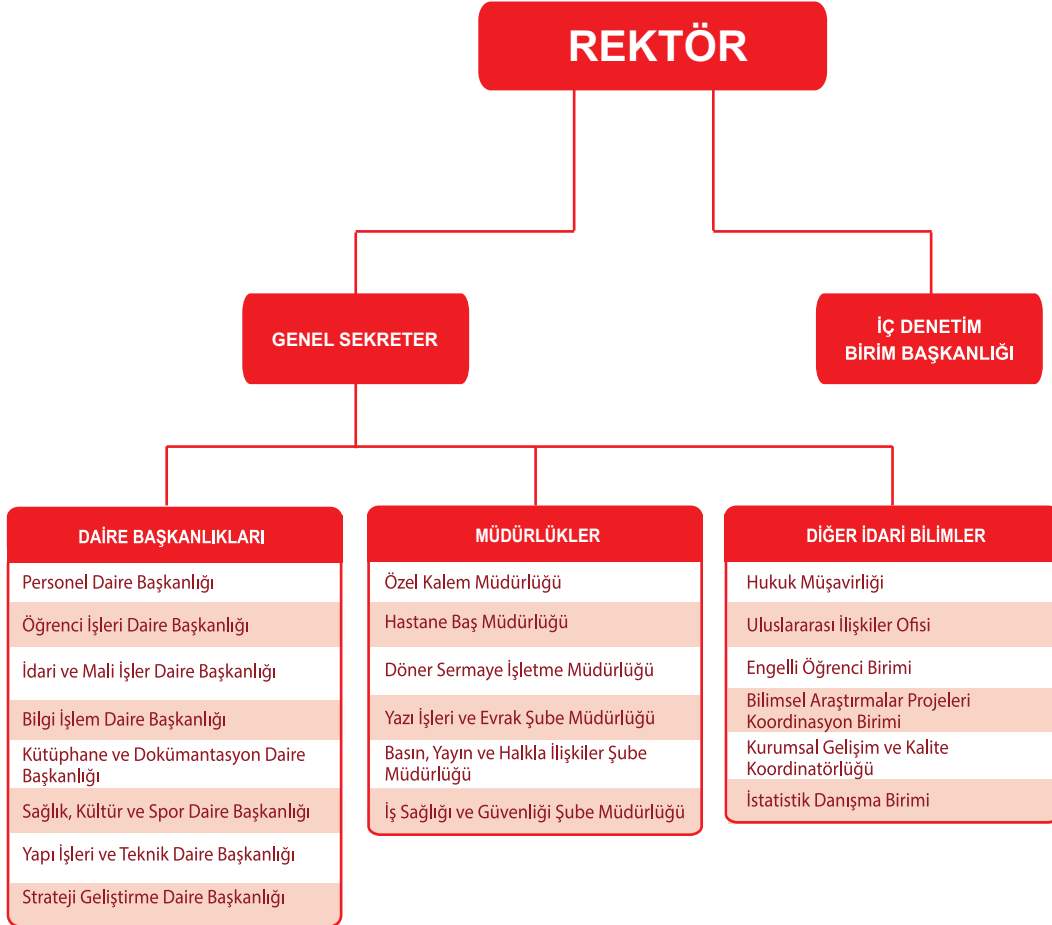 REKTÖR
GENEL SEKRETER
İÇ DENETİM
BİRİM BAŞKANLIĞI
DAİRE BAŞKANLIKLARI
Personel Daire Başkanlığı
Öğrenci İşleri Daire Başkanlığı
İdari ve Mali İşler Daire Başkanlığı
Bilgi İşlem Daire Başkanlığı
Kütüphane ve Dokümantasyon Daire
Başkanlığı
Sağlık, Kültür ve Spor Daire Başkanlığı
Yapı İşleri ve Teknik Daire Başkanlığı
Strateji Geliştirme Daire Başkanlığı
MÜDÜRLÜKLER
Özel Kalem Müdürlüğü
Hastane Baş Müdürlüğü
Döner Sermaye İşletme Müdürlüğü
Yazı İşleri ve Evrak Şube Müdürlüğü
Basın, Yayın ve Halkla İlişkiler Şube
Müdürlüğü
İş Sağlığı ve Güvenliği Şube Müdürlüğü
DİĞER İDARİ BİLİMLER
Hukuk Müşavirliği
Uluslararası İlişkiler Ofisi
Engelli Öğrenci Birimi
Bilimsel Araştırmalar Projeleri
Koordinasyon Birimi
Kurumsal Gelişim ve Kalite
Koordinatörlüğü
İstatistik Danışma Birimi